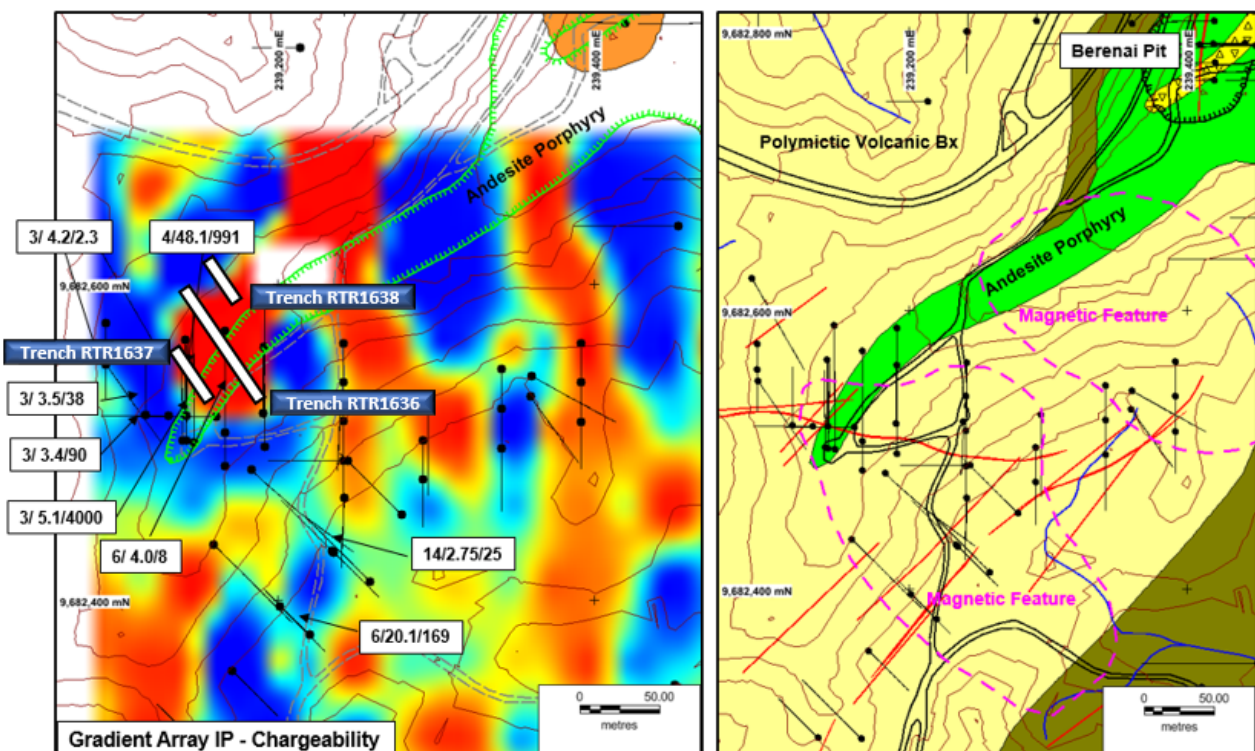 239,200 mE
239,400 mE
Andesite Porphyry
3/ 4.2/2.3
4/48.1/991
9,682,600 mN
Trench RTR1638
Trench RTR1637
Trench RTR1636
3/ 3.5/38
3/ 3.4/90
3/ 5.1/4000
6/ 4.0/8
14/2.75/25
9,682,400 mN
6/20.1/169
0 50.00
metres
Gradient Array IP - Chargeability
9,682,800 mN
239,200 mE
239,400 mE
Berenai Pit
Polymictic Volcanic Bx
Andesite Porphyry
9,682,600 mN
Magnetic Feature
9,682,400 mN
Magnetic Feature
0 50.00
metres